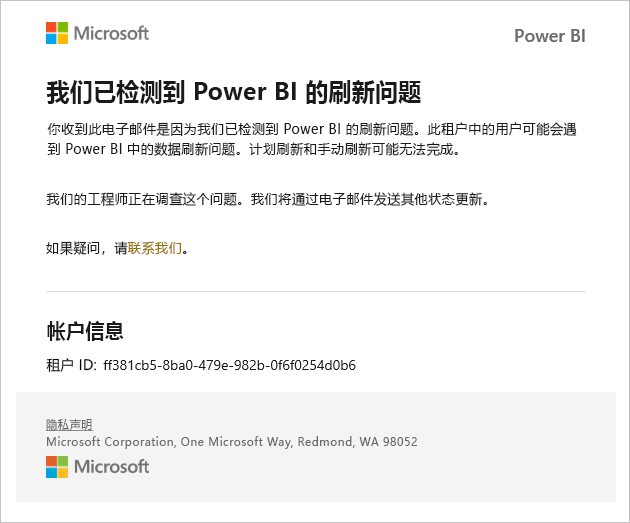 Microsoft
Power BI
我们已检测到 Power BI 的刷新问题
你收到此电子邮件是因为我们已检测到 Power BI 的刷新问题。此租户中的用户可能会遇
到 Power BI 中的数据刷新问题。计划刷新和手动刷新可能无法完成。
我们的工程师正在调查这个问题。我们将通过电子邮件发送其他状态更新。
如果疑问，请联系我们。
帐户信息
租户 ID: ff381cb5-8ba0-479e-982b-0f6f0254d0b6
隐私声明
Microsoft Corporation, One Microsoft Way, Redmond, WA 98052
Microsoft